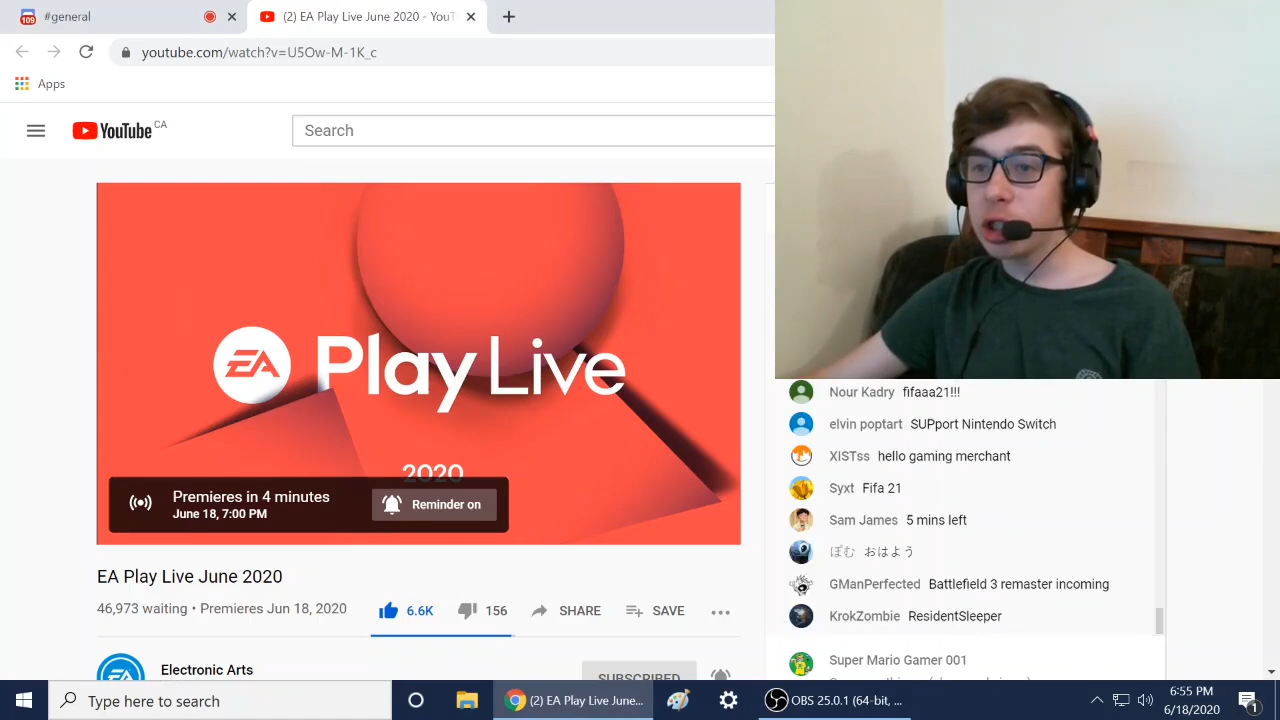 109
#general
(2) EA Play Live June 2020 - YouT
youtube.com/watch?v=U5Ow-M-1K_c
Apps
YouTube CA
Search
EA Play Live
2020
Premieres in 4 minutes
June 18, 7:00 PM
Reminder on
EA Play Live June 2020
46,973 waiting • Premieres Jun 18, 2020
6.6K
156
SHARE
SAVE
Electronic Arts
SUBSCRIBED
Nour Kadry fifaaa21!!!
elvin poptart SUPport Nintendo Switch
XISTss hello gaming merchant
Syxt Fifa 21
Sam James 5 mins left
ぽむ おはよう
GManPerfected Battlefield 3 remaster incoming
KrokZombie ResidentSleeper
Super Mario Gamer 001
Type here to search
(2) EA Play Live June...
OBS 25.0.1 (64-bit, ...
6:55 PM
6/18/2020
1